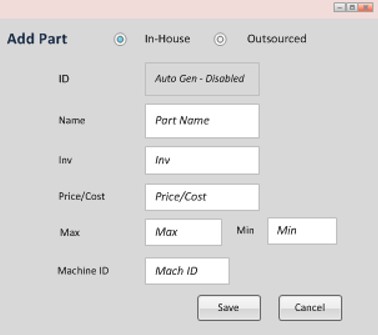 Add Part In-House Outsourced
ID Auto Gen - Disabled
Name Part Name
Inv Inv
Price/Cost Price/Cost
Max Max Min Min
Machine ID Mach ID
Save Cancel